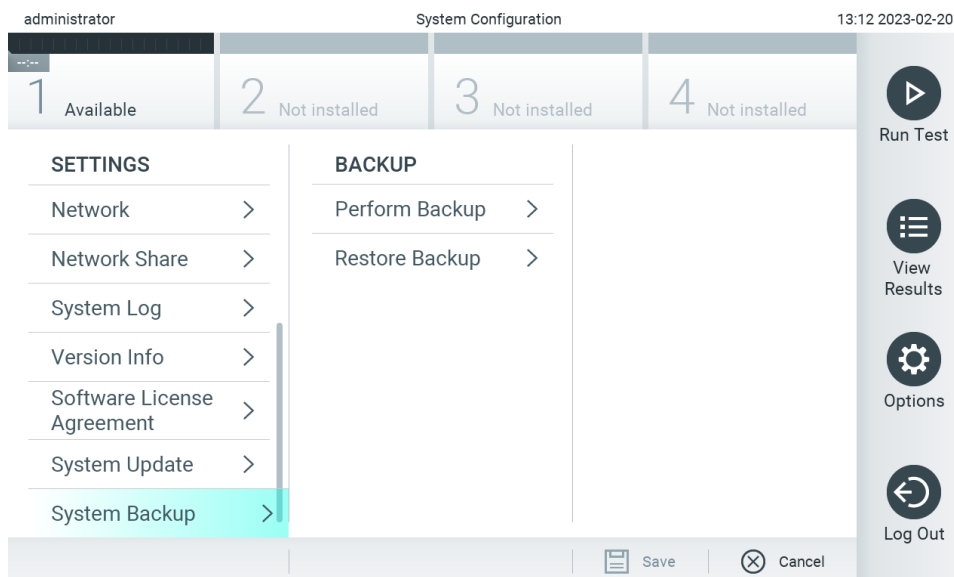 administrator System Configuration 13:12 2023-02-20
--:--
1 Available 2 Not installed 3 Not installed 4 Not installed
Run Test
SETTINGS
Network
Network Share
System Log
Version Info
Software License
Agreement
System Update
System Backup
BACKUP
Perform Backup
Restore Backup
View
Results
Options
Log Out
Save Cancel